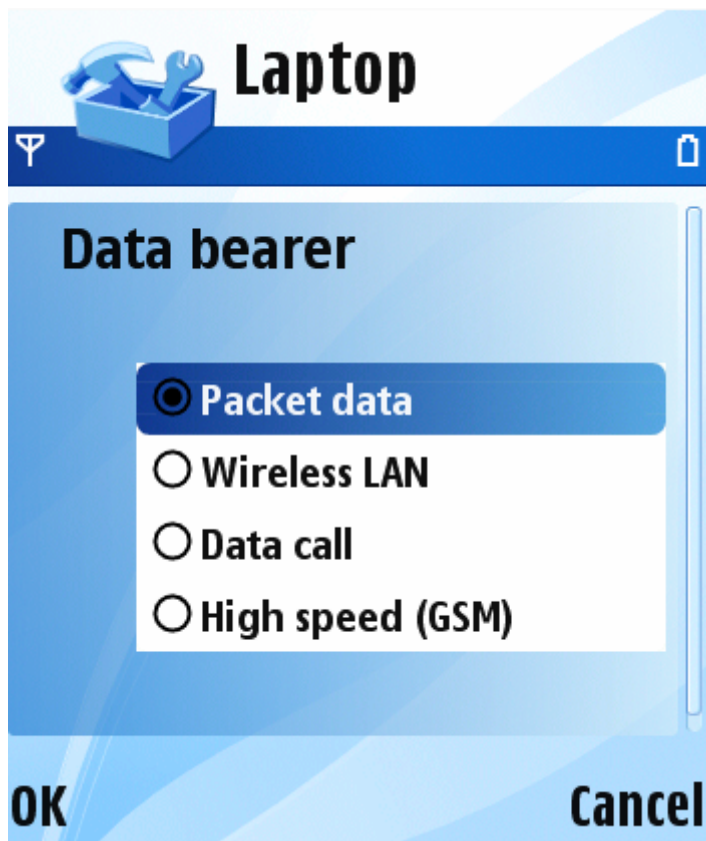 Laptop
Data bearer
Packet data
Wireless LAN
Data call
High speed (GSM)
OK Cancel